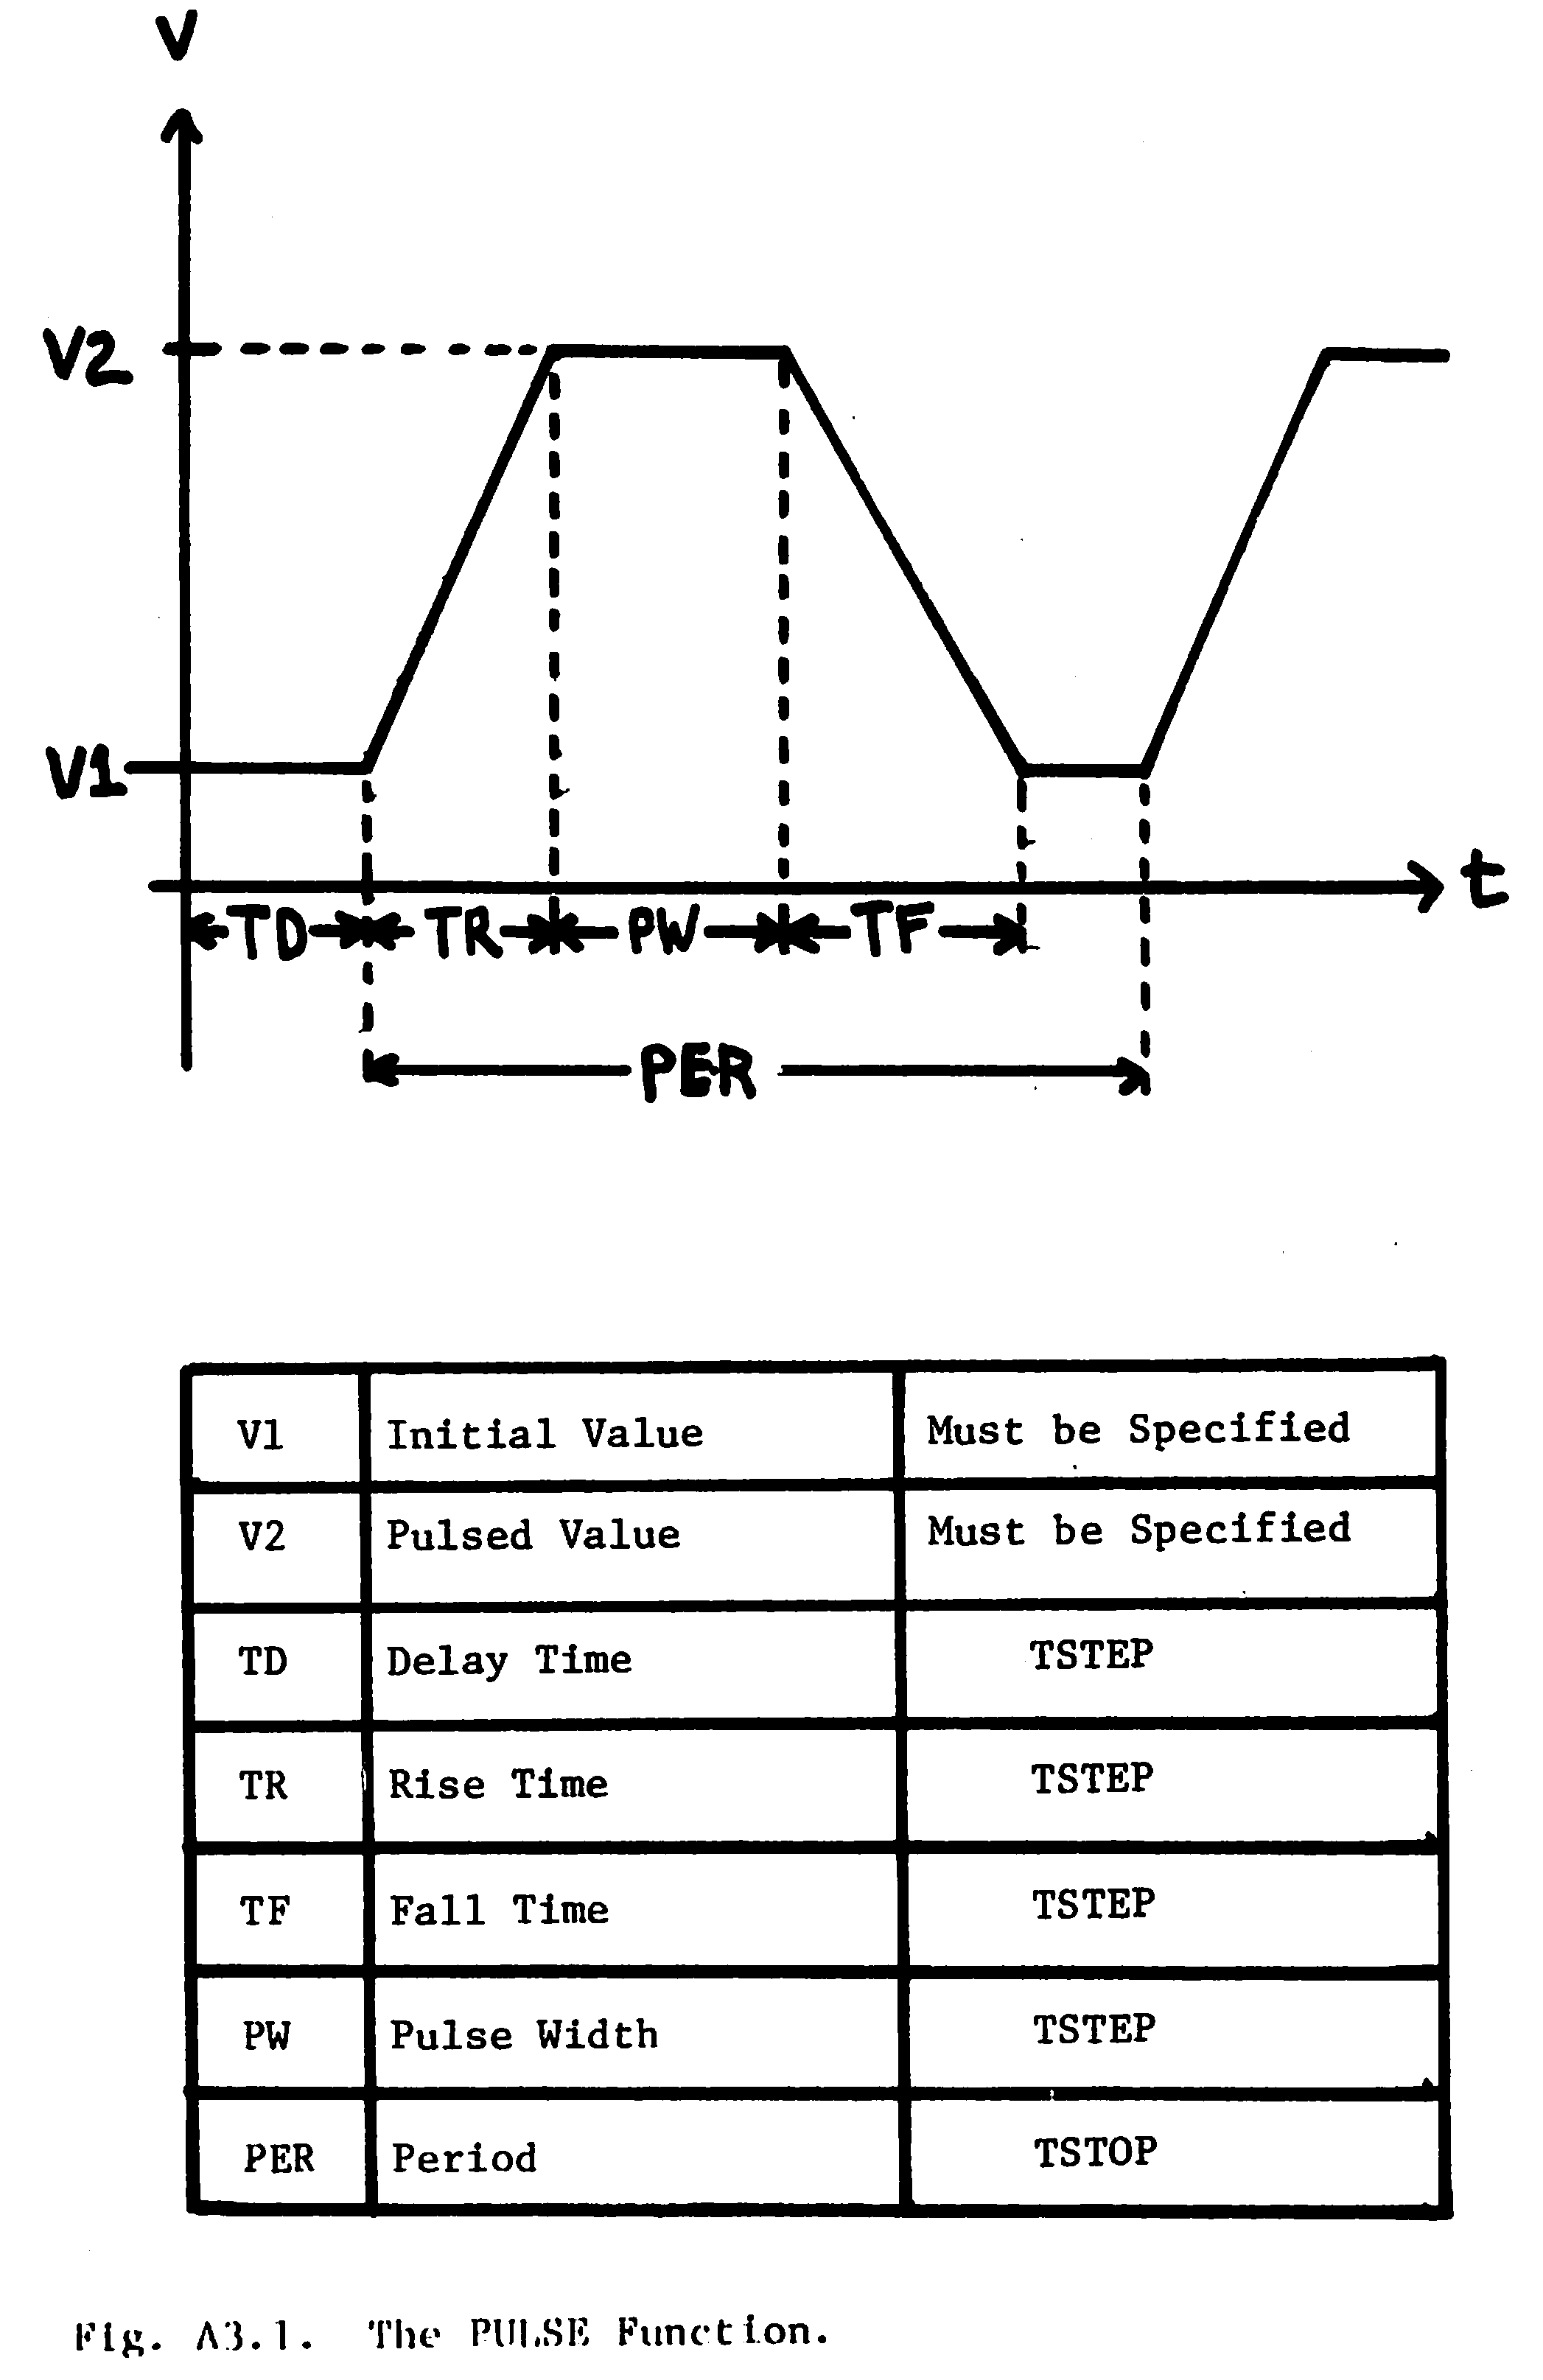 V
V2
V1
t
TD TR PW TF
PER
V1 Initial Value Must be Specified
V2 Pulsed Value Must be Specified
TD Delay Time TSTEP
TR Rise Time TSTEP
TF Fall Time TSTEP
PW Pulse Width TSTEP
PER Period TSTOP
Fig. A3.1. The PULSE Function.